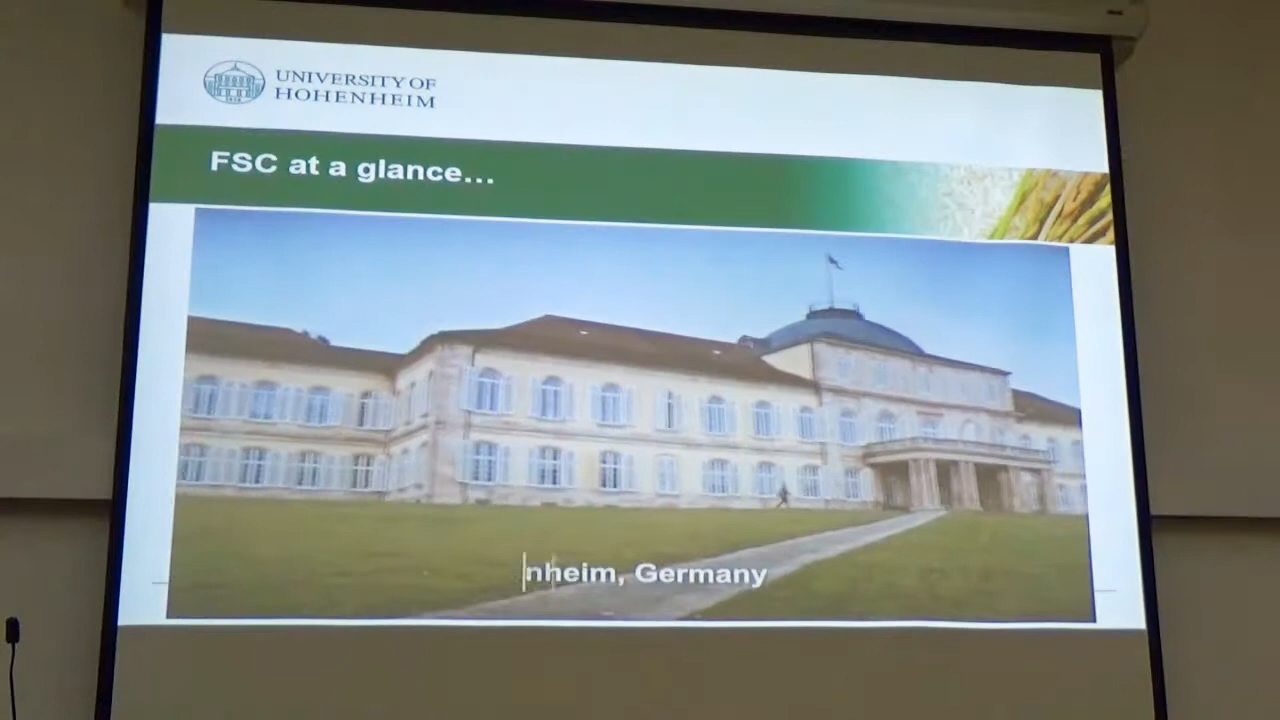 UNIVERSITY OF
HOHENHEIM
FSC at a glance...
nheim, Germany